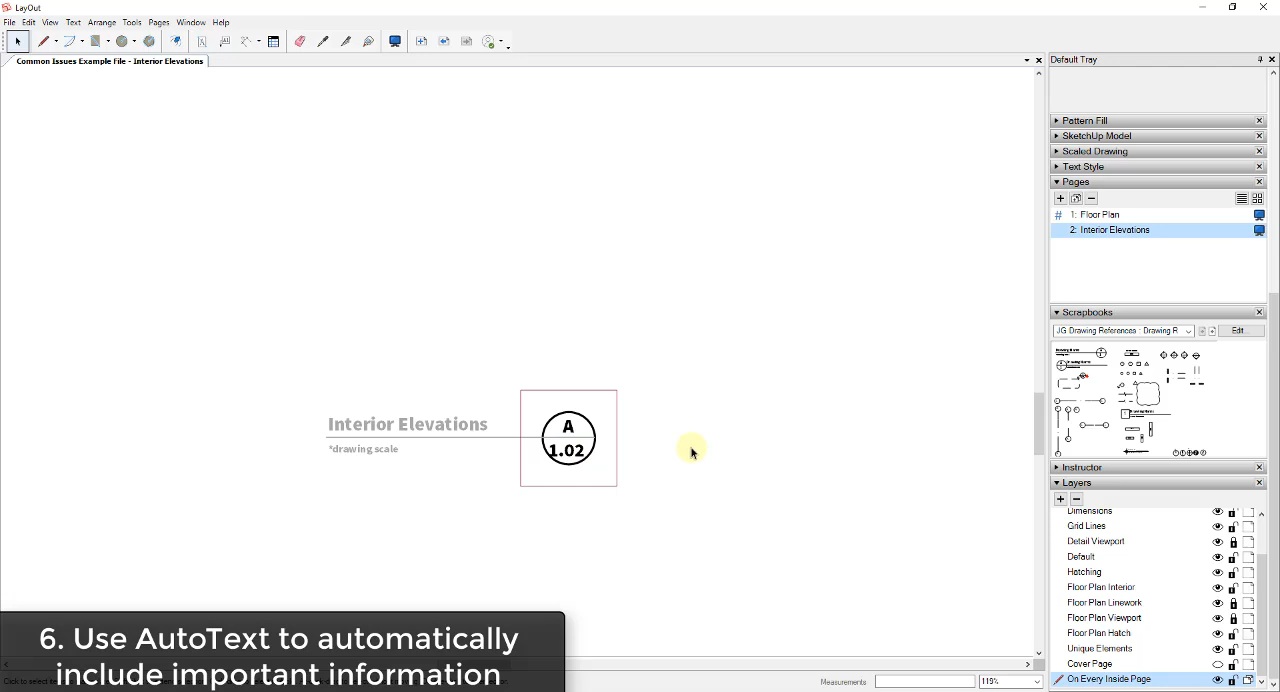 LayOut
File Edit View Text Arrange Tools Pages Window Help
Common Issues Example File - Interior Elevations
Default Tray
Pattern Fill
SketchUp Model
Scaled Drawing
Text Style
Pages
# 1: Floor Plan
2: Interior Elevations
Scrapbooks
JG Drawing References : Drawing R
Edit...
Instructor
Layers
Dimensions
Grid Lines
Detail Viewport
Default
Hatching
Floor Plan Interior
Floor Plan Linework
Floor Plan Viewport
Floor Plan Hatch
Unique Elements
Cover Page
On Every Inside Page
Interior Elevations
*drawing scale
A
1.02
6. Use AutoText to automatically
include important information
Measurements
119%